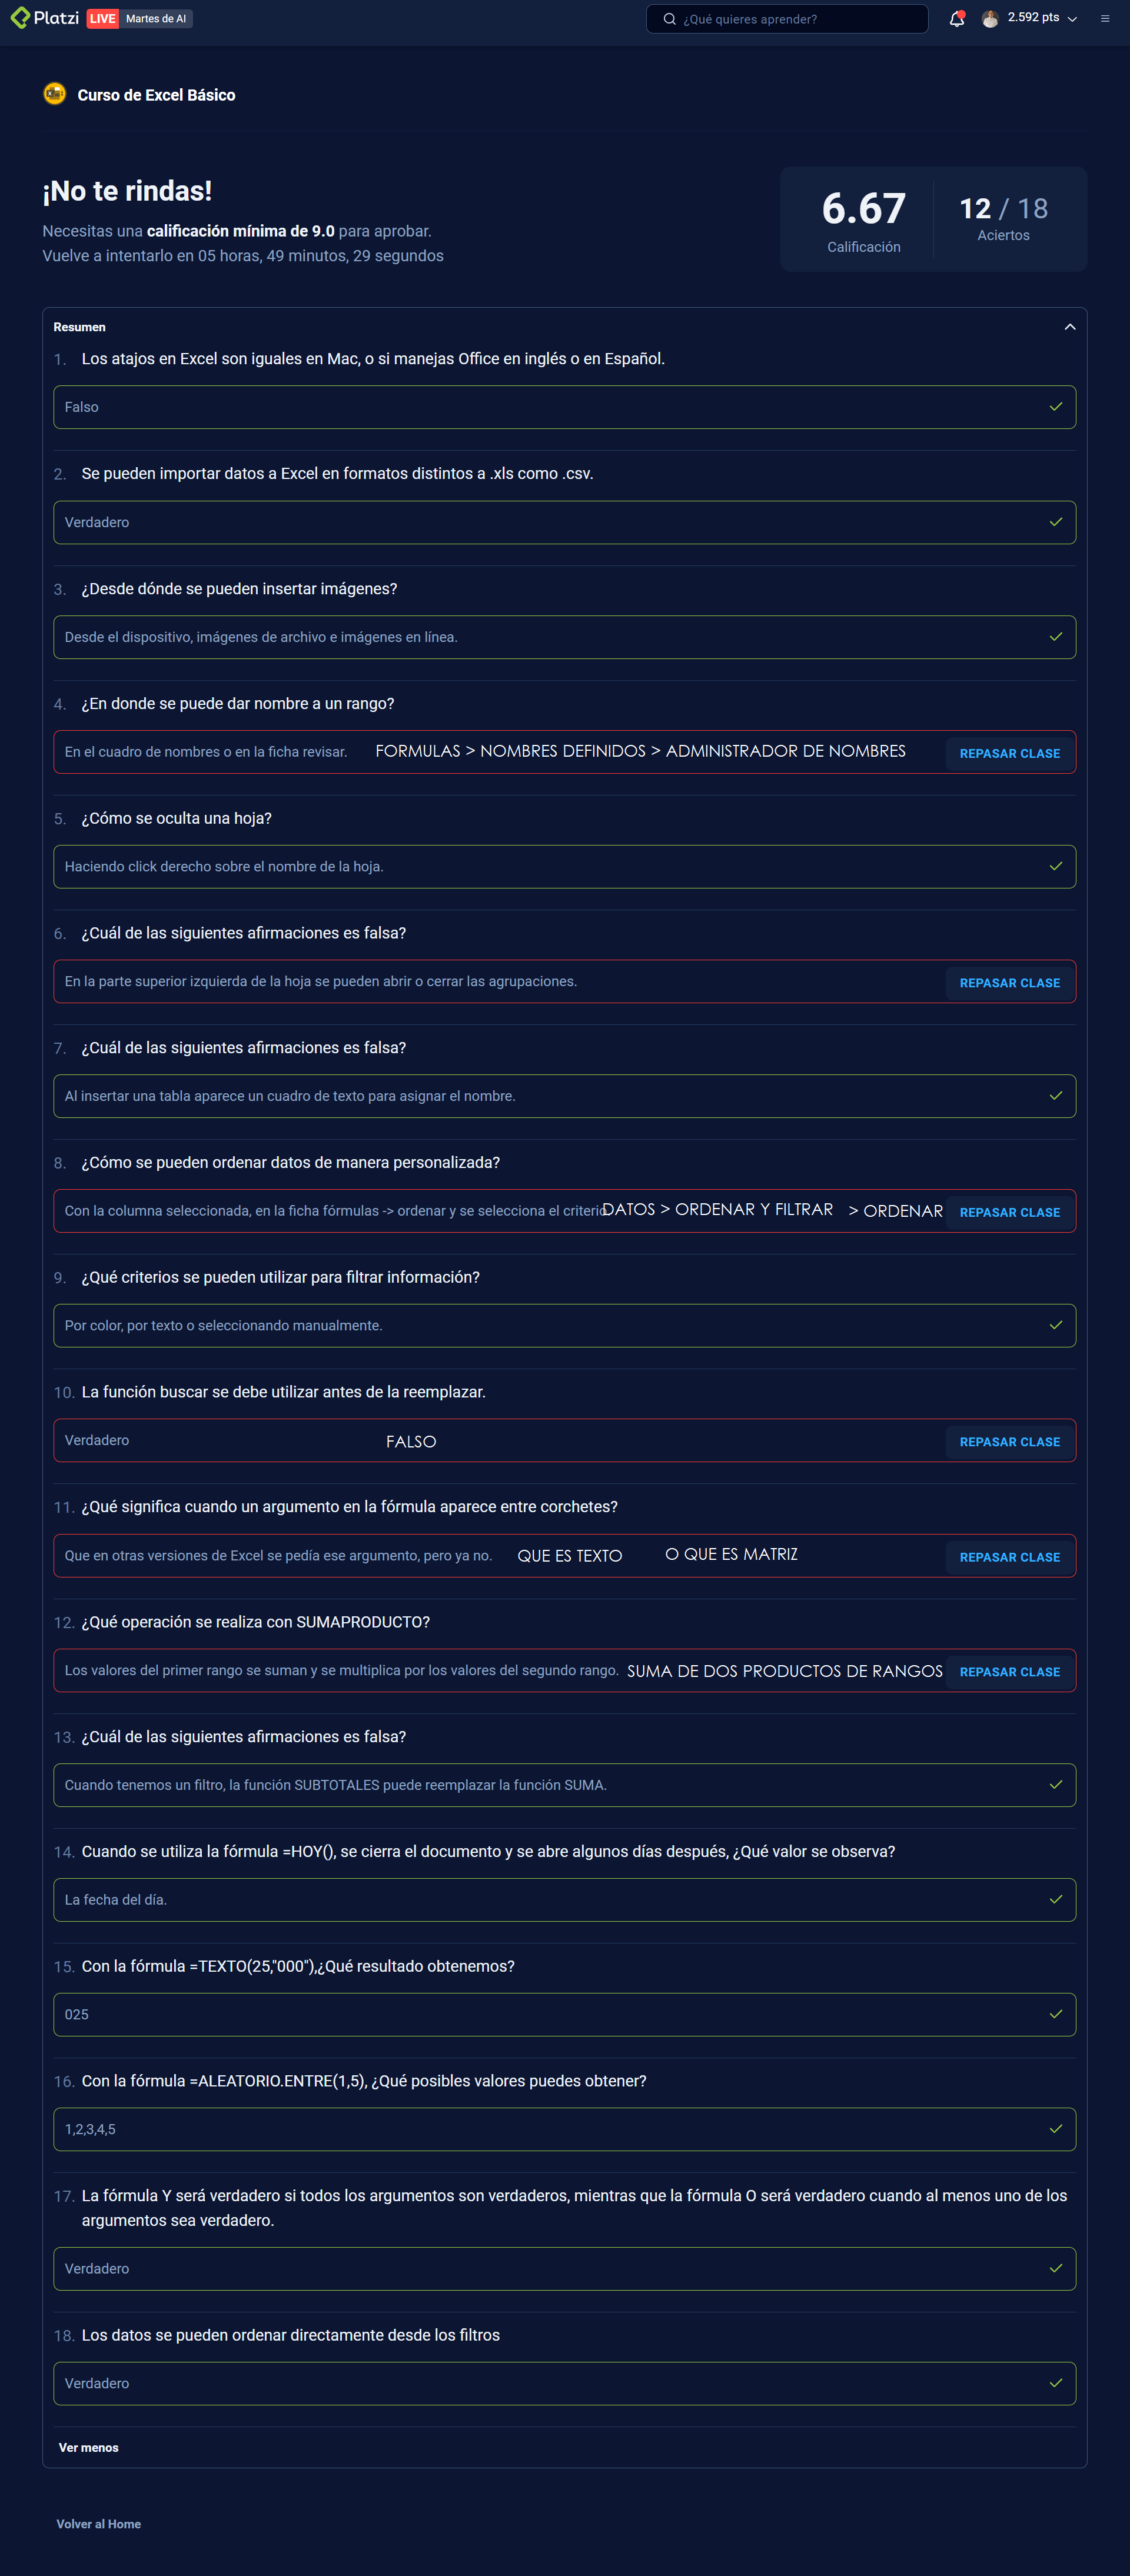 Platzi
LIVE Martes de AI
¿Qué quieres aprender?
2.592 pts
Curso de Excel Básico
¡No te rindas!
Necesitas una calificación mínima de 9.0 para aprobar.
Vuelve a intentarlo en 05 horas, 49 minutos, 29 segundos
6.67
Calificación
12 / 18
Aciertos
Resumen
1. Los atajos en Excel son iguales en Mac, o si manejas Office en inglés o en Español.
Falso
2. Se pueden importar datos a Excel en formatos distintos a .xls como .csv.
Verdadero
3. ¿Desde dónde se pueden insertar imágenes?
Desde el dispositivo, imágenes de archivo e imágenes en línea.
4. ¿En donde se puede dar nombre a un rango?
En el cuadro de nombres o en la ficha revisar. FORMULAS > NOMBRES DEFINIDOS > ADMINISTRADOR DE NOMBRES REPASAR CLASE
5. ¿Cómo se oculta una hoja?
Haciendo click derecho sobre el nombre de la hoja.
6. ¿Cuál de las siguientes afirmaciones es falsa?
En la parte superior izquierda de la hoja se pueden abrir o cerrar las agrupaciones. REPASAR CLASE
7. ¿Cuál de las siguientes afirmaciones es falsa?
Al insertar una tabla aparece un cuadro de texto para asignar el nombre.
8. ¿Cómo se pueden ordenar datos de manera personalizada?
Con la columna seleccionada, en la ficha fórmulas -> ordenar y se selecciona el criterio. DATOS > ORDENAR Y FILTRAR > ORDENAR REPASAR CLASE
9. ¿Qué criterios se pueden utilizar para filtrar información?
Por color, por texto o seleccionando manualmente.
10. La función buscar se debe utilizar antes de la reemplazar.
Verdadero FALSO REPASAR CLASE
11. ¿Qué significa cuando un argumento en la fórmula aparece entre corchetes?
Que en otras versiones de Excel se pedía ese argumento, pero ya no. QUE ES TEXTO O QUE ES MATRIZ REPASAR CLASE
12. ¿Qué operación se realiza con SUMAPRODUCTO?
Los valores del primer rango se suman y se multiplica por los valores del segundo rango. SUMA DE DOS PRODUCTOS DE RANGOS REPASAR CLASE
13. ¿Cuál de las siguientes afirmaciones es falsa?
Cuando tenemos un filtro, la función SUBTOTALES puede reemplazar la función SUMA.
14. Cuando se utiliza la fórmula =HOY(), se cierra el documento y se abre algunos días después, ¿Qué valor se observa?
La fecha del día.
15. Con la fórmula =TEXTO(25,"000"),¿Qué resultado obtenemos?
025
16. Con la fórmula =ALEATORIO.ENTRE(1,5), ¿Qué posibles valores puedes obtener?
1,2,3,4,5
17. La fórmula Y será verdadero si todos los argumentos son verdaderos, mientras que la fórmula O será verdadero cuando al menos uno de los
argumentos sea verdadero.
Verdadero
18. Los datos se pueden ordenar directamente desde los filtros
Verdadero
Ver menos
Volver al Home